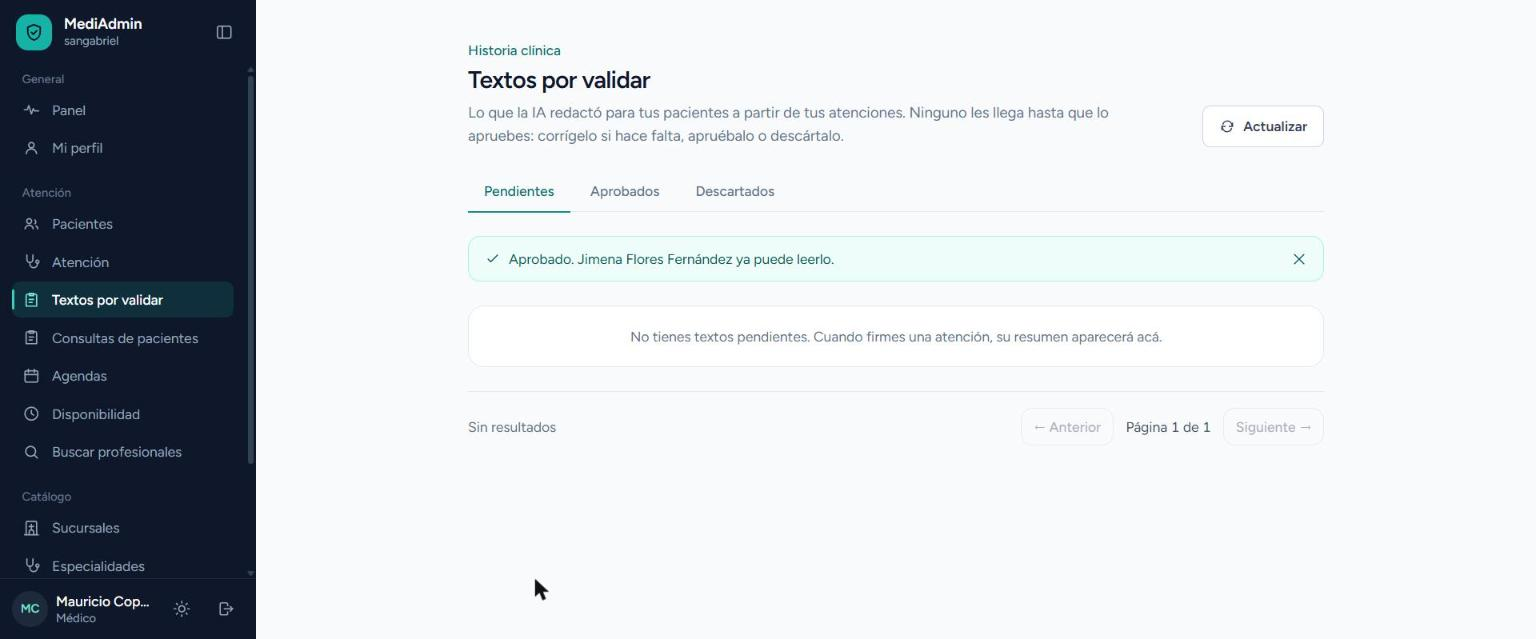 MediAdmin
sangabriel
General
Panel
Mi perfil
Atención
Pacientes
Atención
Textos por validar
Consultas de pacientes
Agendas
Disponibilidad
Buscar profesionales
Catálogo
Sucursales
Especialidades
MC
Mauricio Cop...
Médico
Historia clínica
Textos por validar
Lo que la IA redactó para tus pacientes a partir de tus atenciones. Ninguno les llega hasta que lo
apruebes: corrígelo si hace falta, apruébalo o descártalo.
Actualizar
Pendientes
Aprobados
Descartados
Aprobado. Jimena Flores Fernández ya puede leerlo.
No tienes textos pendientes. Cuando firmes una atención, su resumen aparecerá acá.
Sin resultados
← Anterior
Página 1 de 1
Siguiente →